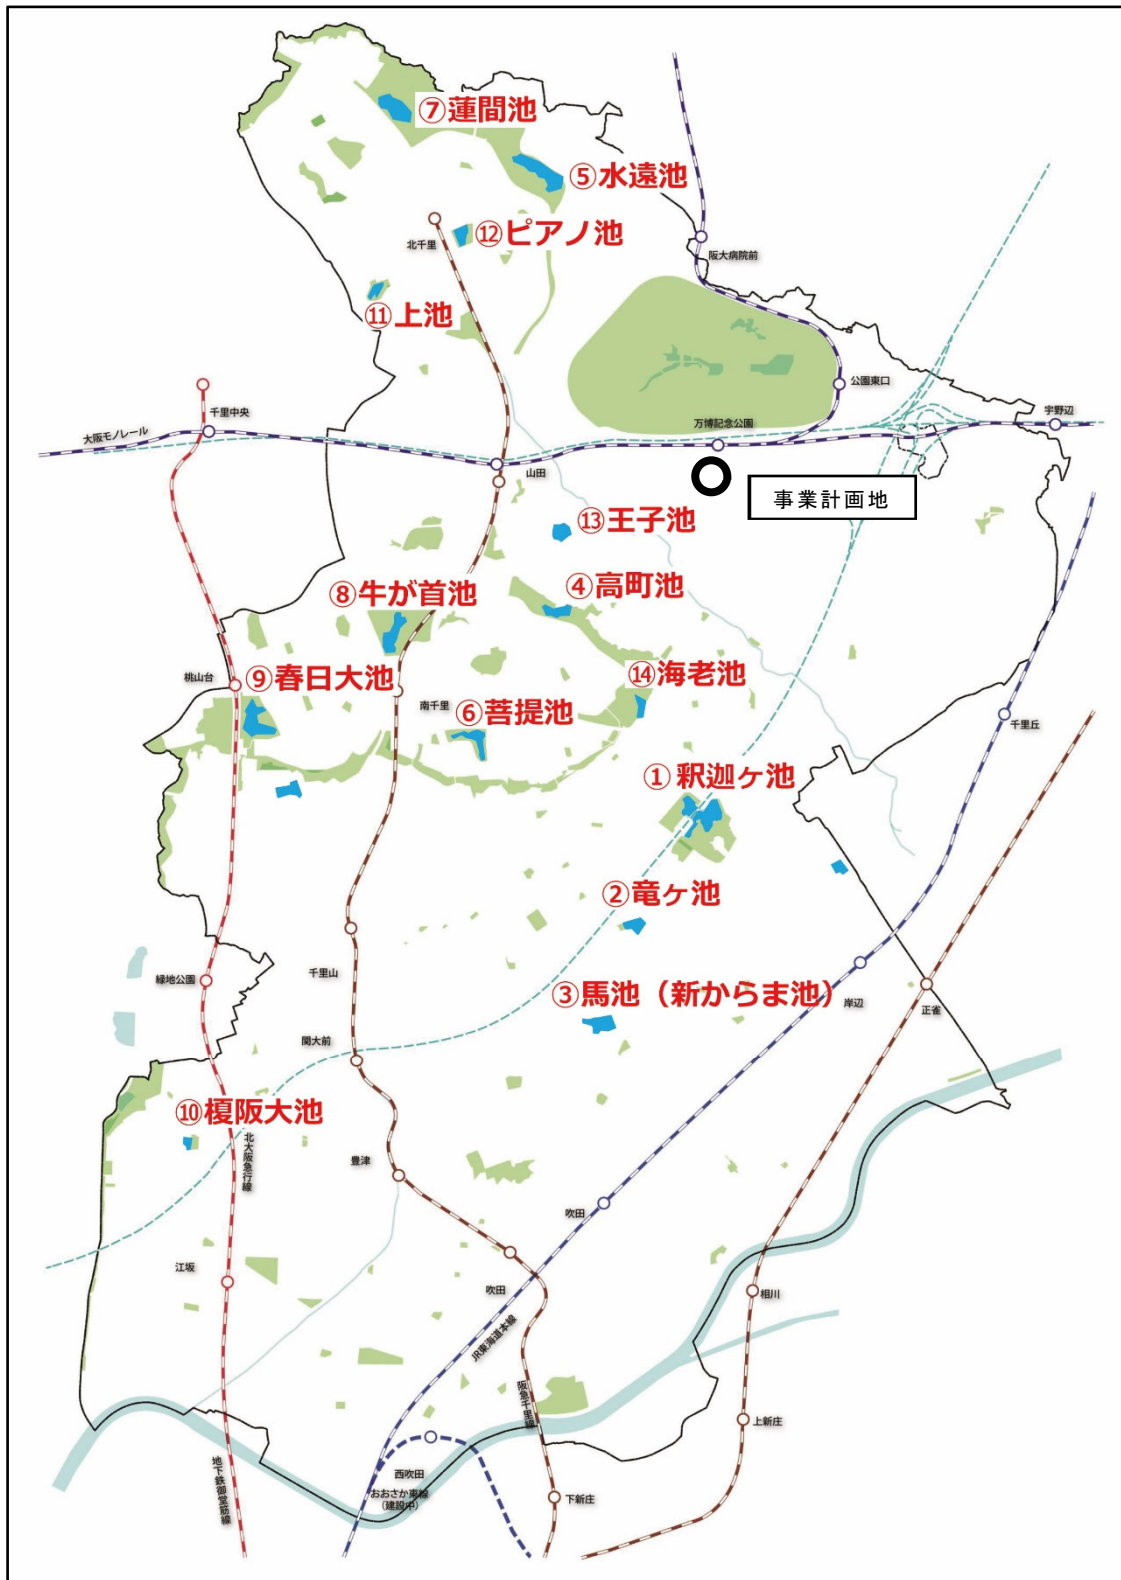 ⑦蓮間池
⑤水遠池
⑫ピアノ池
北千里
阪大病院前
⑪上池
公園東口
千里中央
万博記念公園
宇野辺
大阪モノレール
山田
事業計画地
⑬王子池
④高町池
⑧牛が首池
⑭海老池
桃山台
⑨春日大池
南千里
⑥菩提池
千里丘
①釈迦ヶ池
②竜ヶ池
千里山
緑地公園
③馬池（新からま池）
岸辺
正雀
関大前
⑩榎阪大池
北大阪急行線
豊津
吹田
江坂
吹田
相川
JR東海道本線
阪急千里線
上新庄
地下鉄御堂筋線
西吹田
おおさか東線
（建設中）
下新庄